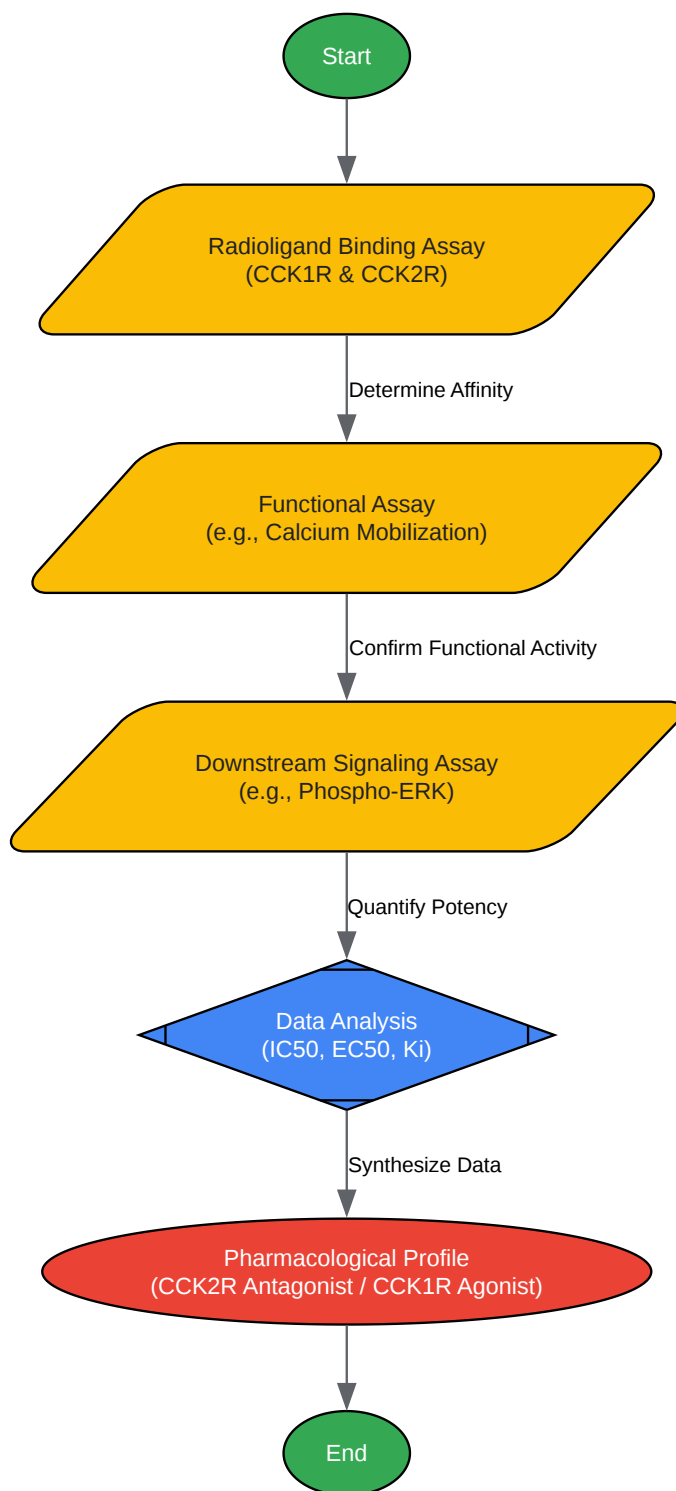 Start
Radioligand Binding Assay
(CCK1R & CCK2R)
Determine Affinity
Functional Assay
(e.g., Calcium Mobilization)
Confirm Functional Activity
Downstream Signaling Assay
(e.g., Phospho-ERK)
Quantify Potency
Data Analysis
(IC50, EC50, Ki)
Synthesize Data
Pharmacological Profile
(CCK2R Antagonist / CCK1R Agonist)
End